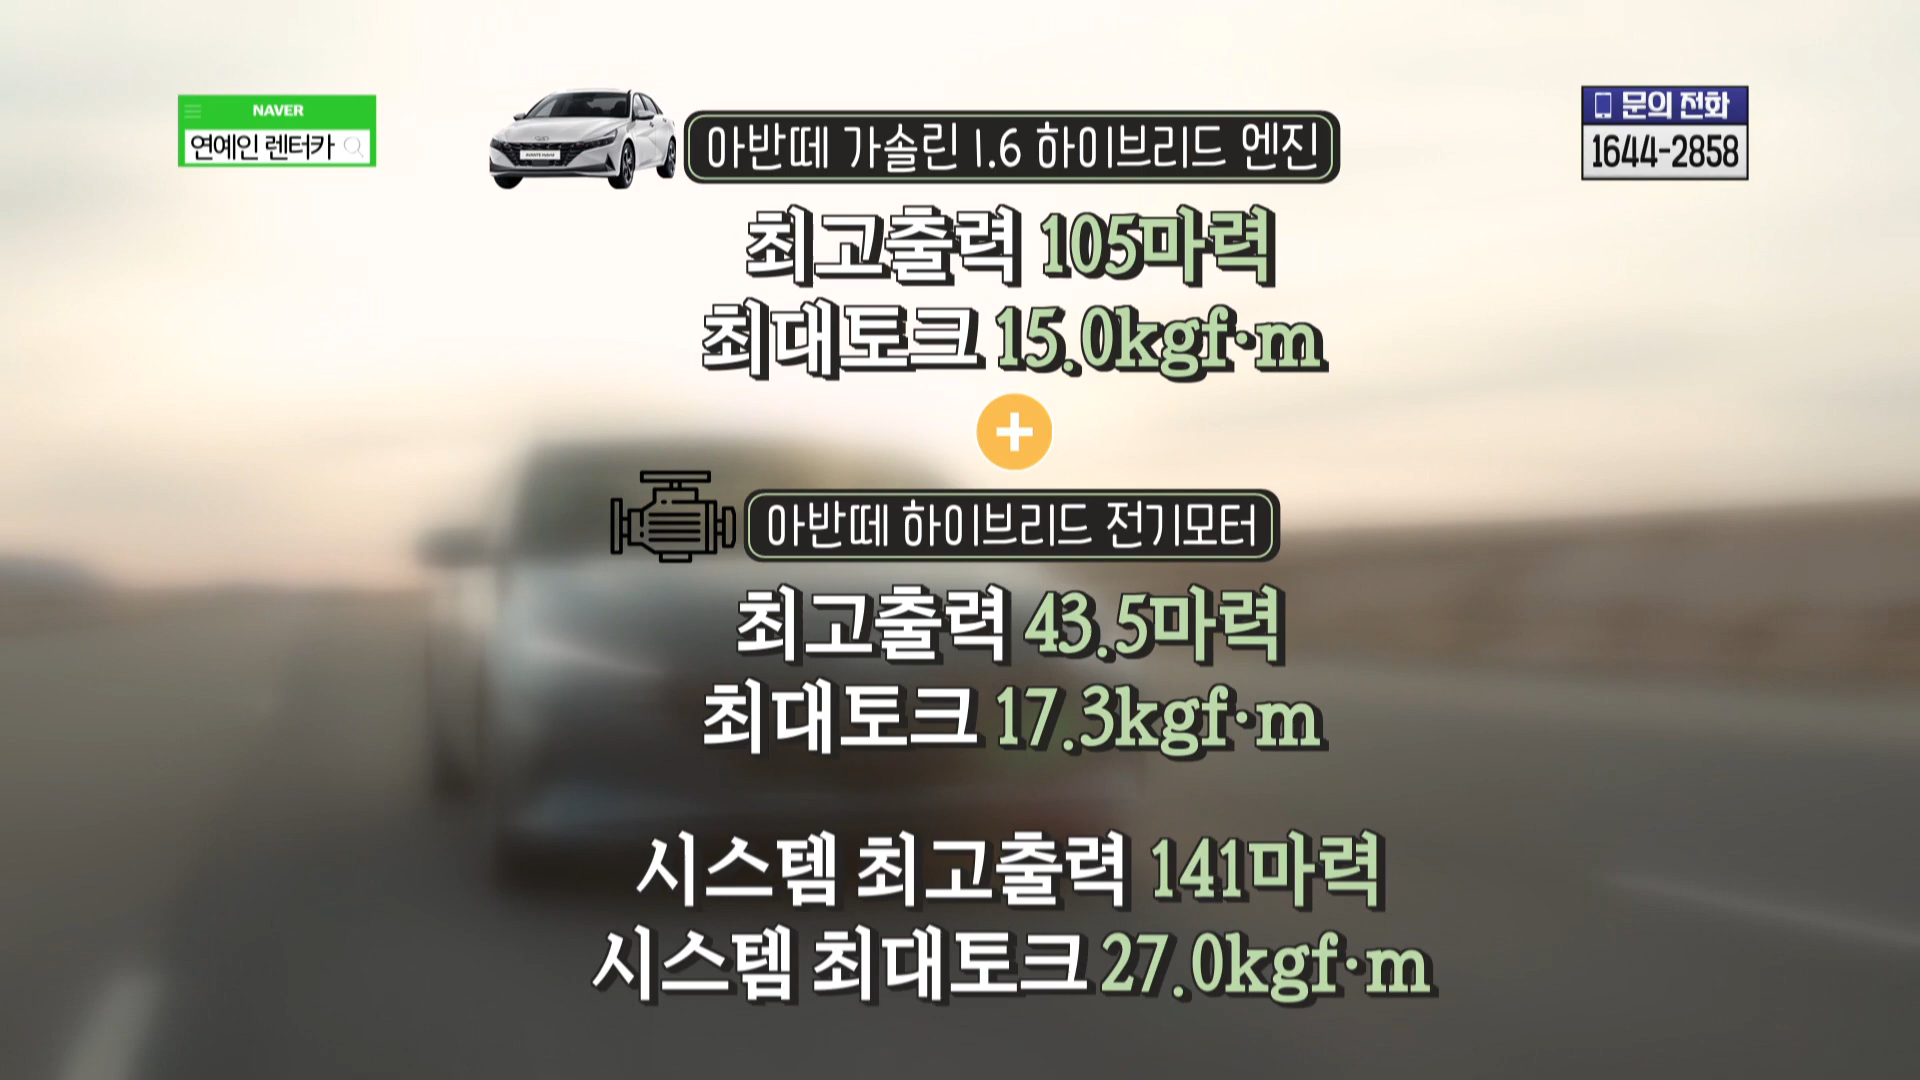 NAVER
연예인 렌터카
아반떼 가솔린 1.6 하이브리드 엔진
문의 전화
1644-2858
최고출력 105마력
최대토크 15.0kgf·m
+
아반떼 하이브리드 전기모터
최고출력 43.5마력
최대토크 17.3kgf·m
시스템 최고출력 141마력
시스템 최대토크 27.0kgf·m